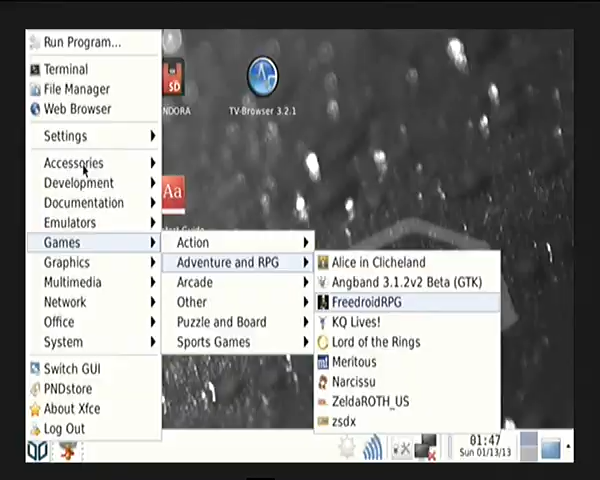 Run Program...
Terminal
File Manager
Web Browser
Settings
Accessories
Development
Documentation
Emulators
Games
Graphics
Multimedia
Network
Office
System
Switch GUI
PNDstore
About Xfce
Log Out
SD
NDORA
TV-Browser 3.2.1
Aa
Action
Adventure and RPG
Arcade
Other
Puzzle and Board
Sports Games
Alice in Clicheland
Angband 3.1.2v2 Beta (GTK)
FreedroidRPG
KQ Lives!
Lord of the Rings
Meritous
Narcissu
ZeldaROTH_US
zsdx
01:47
Sun 01/13/13